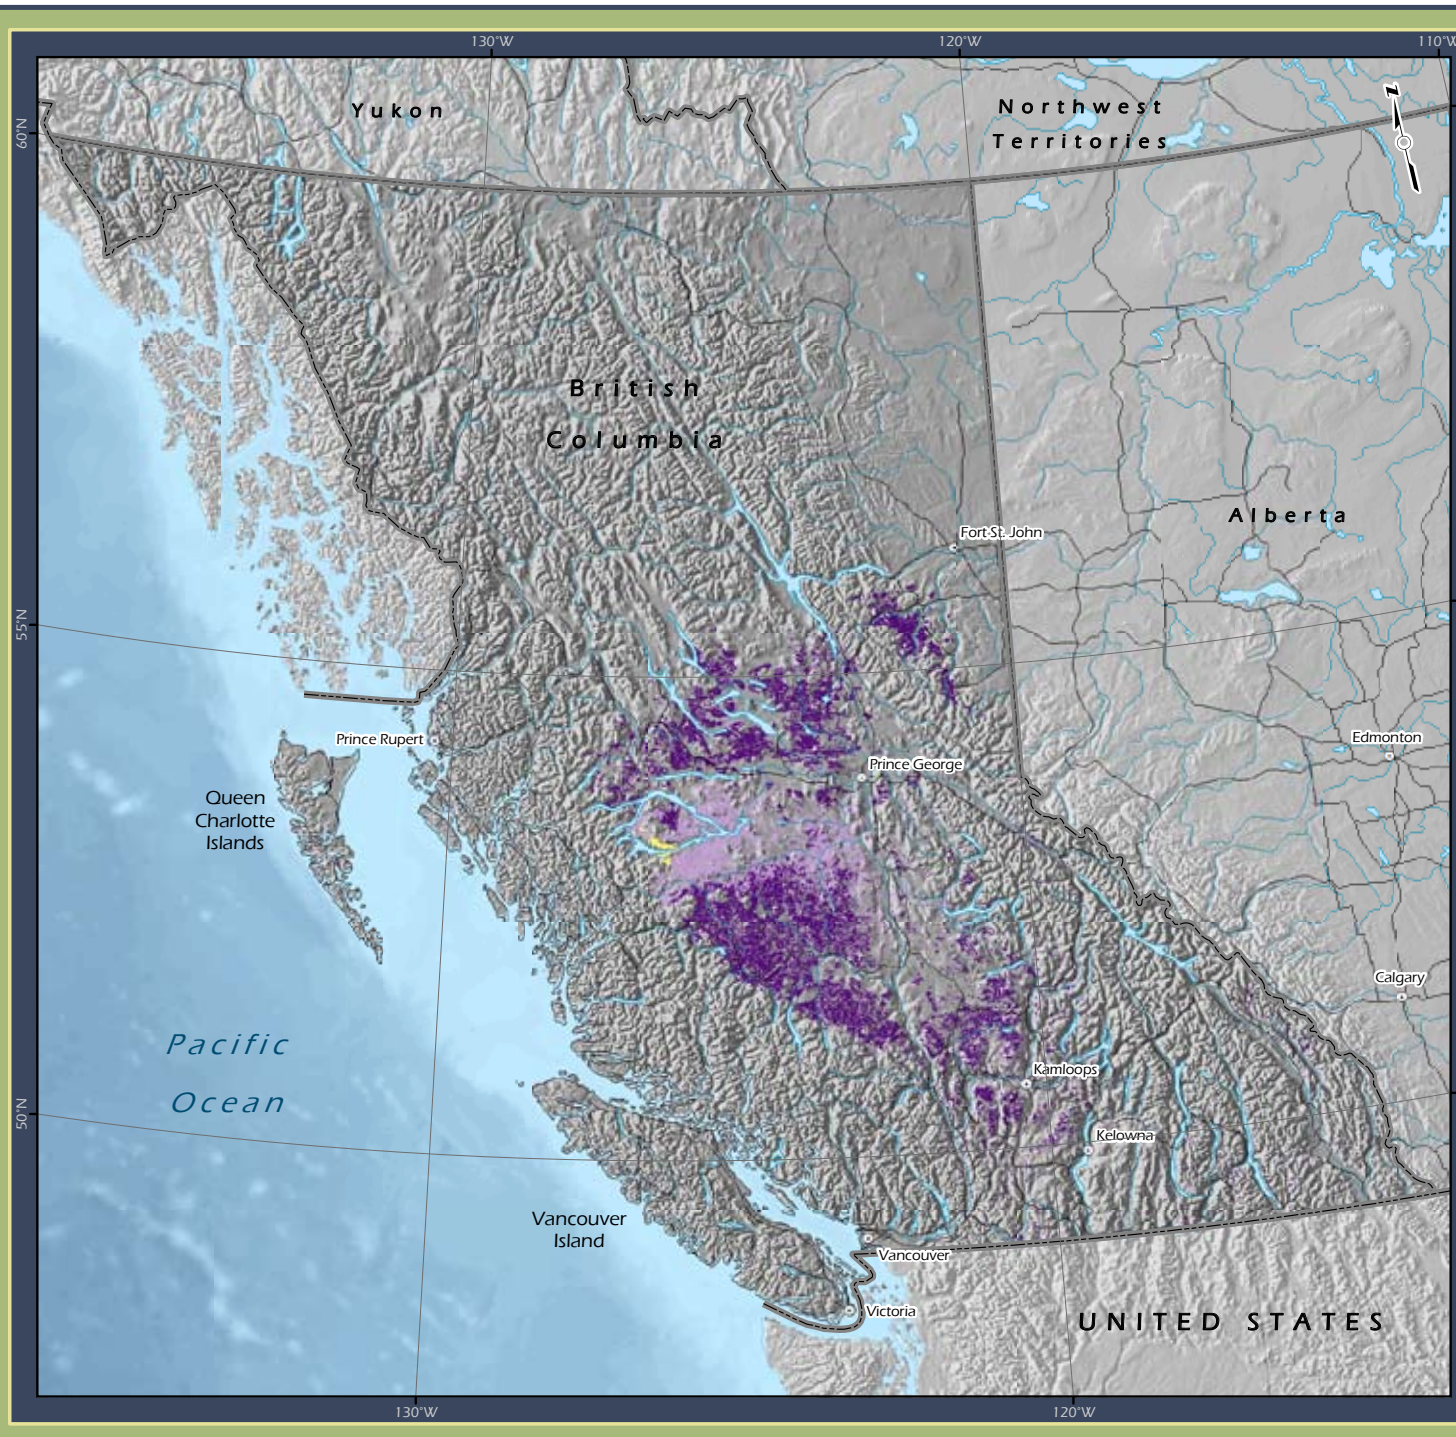 130°W
120°W
110°W
60°N
Yukon
Northwest
Territories
N
British
Columbia
Alberta
Fort St. John
55°N
Prince Rupert
Edmonton
Prince George
Queen
Charlotte
Islands
Calgary
Pacific
Ocean
Kamloops
50°N
Kelowna
Vancouver
Island
Vancouver
Victoria
UNITED STATES
130°W
120°W